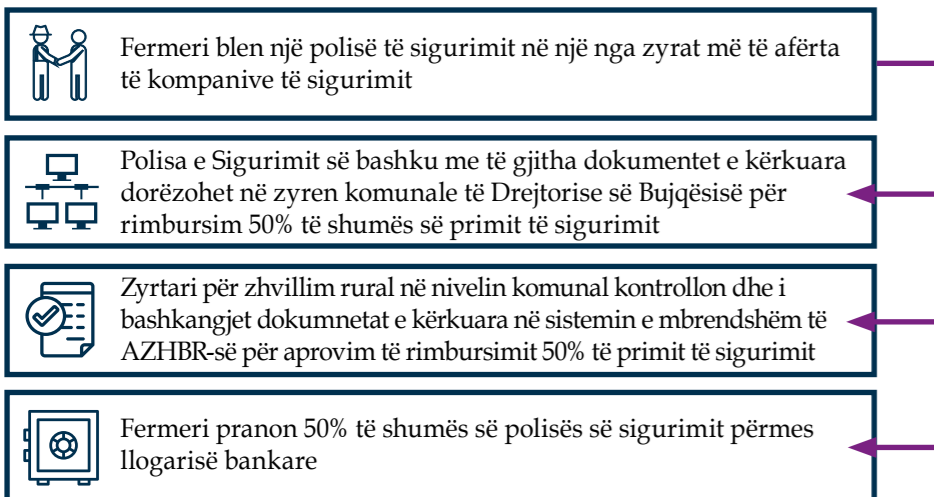 Fermeri blen një polisë të sigurimit në një nga zyrat më të afërta
të kompanive të sigurimit
Polisa e Sigurimit së bashku me të gjitha dokumentet e kërkuara
dorëzohet në zyren komunale të Drejtorise së Bujqësisë për
rimbursim 50% të shumës së primit të sigurimit
Zyrtari për zhvillim rural në nivelin komunal kontrollon dhe i
bashkangjet dokumnetat e kërkuara në sistemin e mbrendshëm të
AZHBR-së për aprovim të rimbursimit 50% të primit të sigurimit
Fermeri pranon 50% të shumës së polisës së sigurimit përmes
llogarisë bankare